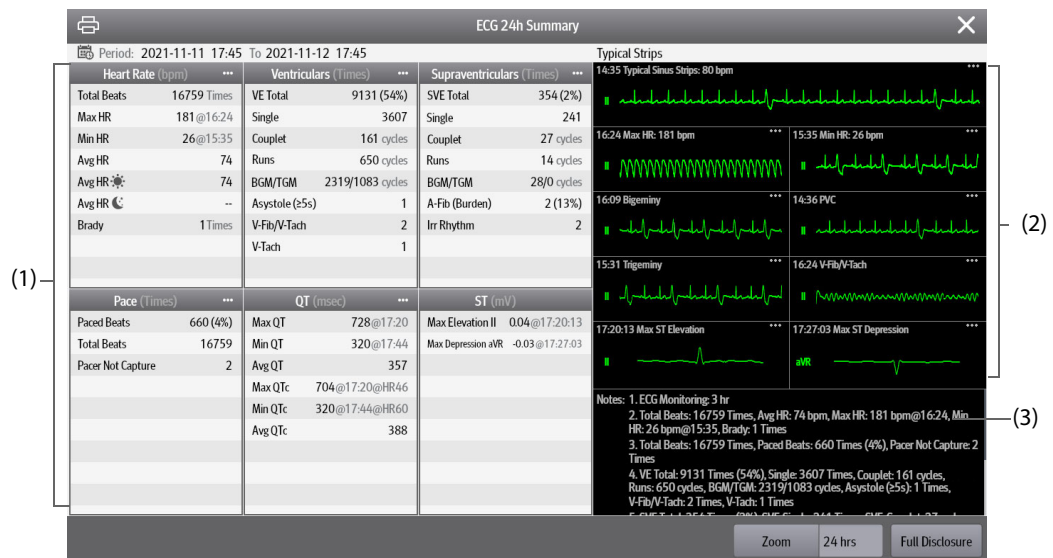 ECG 24h Summary
Period: 2021-11-11 17:45 To 2021-11-12 17:45
Typical Strips
(1)
Heart Rate (bpm)
Total Beats 16759 Times
Max HR 181@16:24
Min HR 26@15:35
Avg HR 74
Avg HR 74
Avg HR --
Brady 1 Times
Ventriculars (Times)
VE Total 9131 (54%)
Single 3607
Couplet 161 cycles
Runs 650 cycles
BGM/TGM 2319/1083 cycles
Asystole (≥5s) 1
V-Fib/V-Tach 2
V-Tach 1
Supraventriculars (Times)
SVE Total 354 (2%)
Single 241
Couplet 27 cycles
Runs 14 cycles
BGM/TGM 28/0 cycles
A-Fib (Burden) 2 (13%)
Irr Rhythm 2
Pace (Times)
Paced Beats 660 (4%)
Total Beats 16759
Pacer Not Capture 2
QT (msec)
Max QT 728@17:20
Min QT 320@17:44
Avg QT 357
Max QTc 704@17:20@HR46
Min QTc 320@17:44@HR60
Avg QTc 388
ST (mV)
Max Elevation II 0.04@17:20:13
Max Depression aVR -0.03@17:27:03
14:35 Typical Sinus Strips: 80 bpm
II
16:24 Max HR: 181 bpm
II
15:35 Min HR: 26 bpm
II
16:09 Bigeminy
II
14:36 PVC
II
15:31 Trigeminy
II
16:24 V-Fib/V-Tach
II
17:20:13 Max ST Elevation
II
17:27:03 Max ST Depression
aVR
(2)
Notes: 1. ECG Monitoring: 3 hr
2. Total Beats: 16759 Times, Avg HR: 74 bpm, Max HR: 181 bpm@16:24, Min
HR: 26 bpm@15:35, Brady: 1 Times
3. Total Beats: 16759 Times, Paced Beats: 660 Times (4%), Pacer Not Capture: 2
Times
4. VE Total: 9131 Times (54%), Single: 3607 Times, Couplet: 161 cycles,
Runs: 650 cycles, BGM/TGM: 2319/1083 cycles, Asystole (≥5s): 1 Times,
V-Fib/V-Tach: 2 Times, V-Tach: 1 Times
(3)
Zoom 24 hrs Full Disclosure